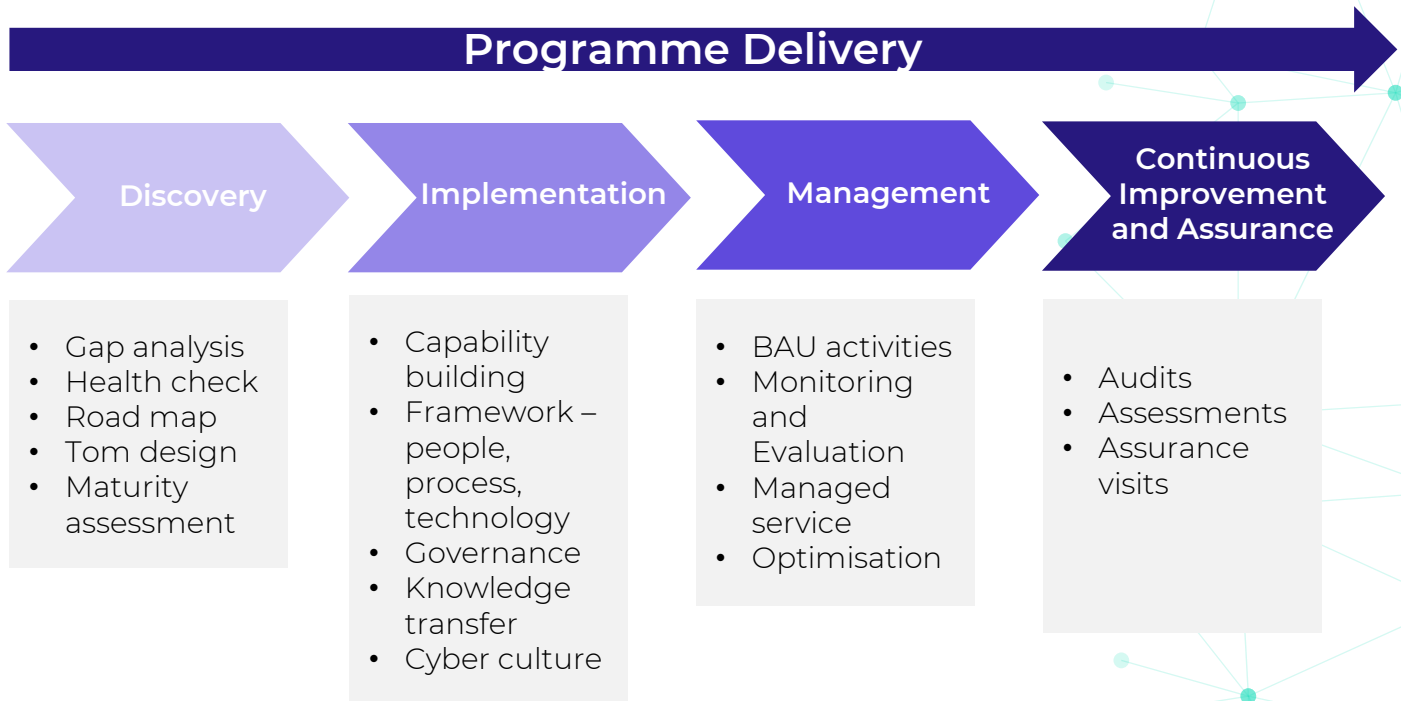 Programme Delivery
Discovery
Implementation
Management
Continuous
Improvement
and Assurance
• Gap analysis
• Health check
• Road map
• Tom design
• Maturity
assessment
• Capability
building
• Framework –
people,
process,
technology
• Governance
• Knowledge
transfer
• Cyber culture
• BAU activities
• Monitoring
and
Evaluation
• Managed
service
• Optimisation
• Audits
• Assessments
• Assurance
visits